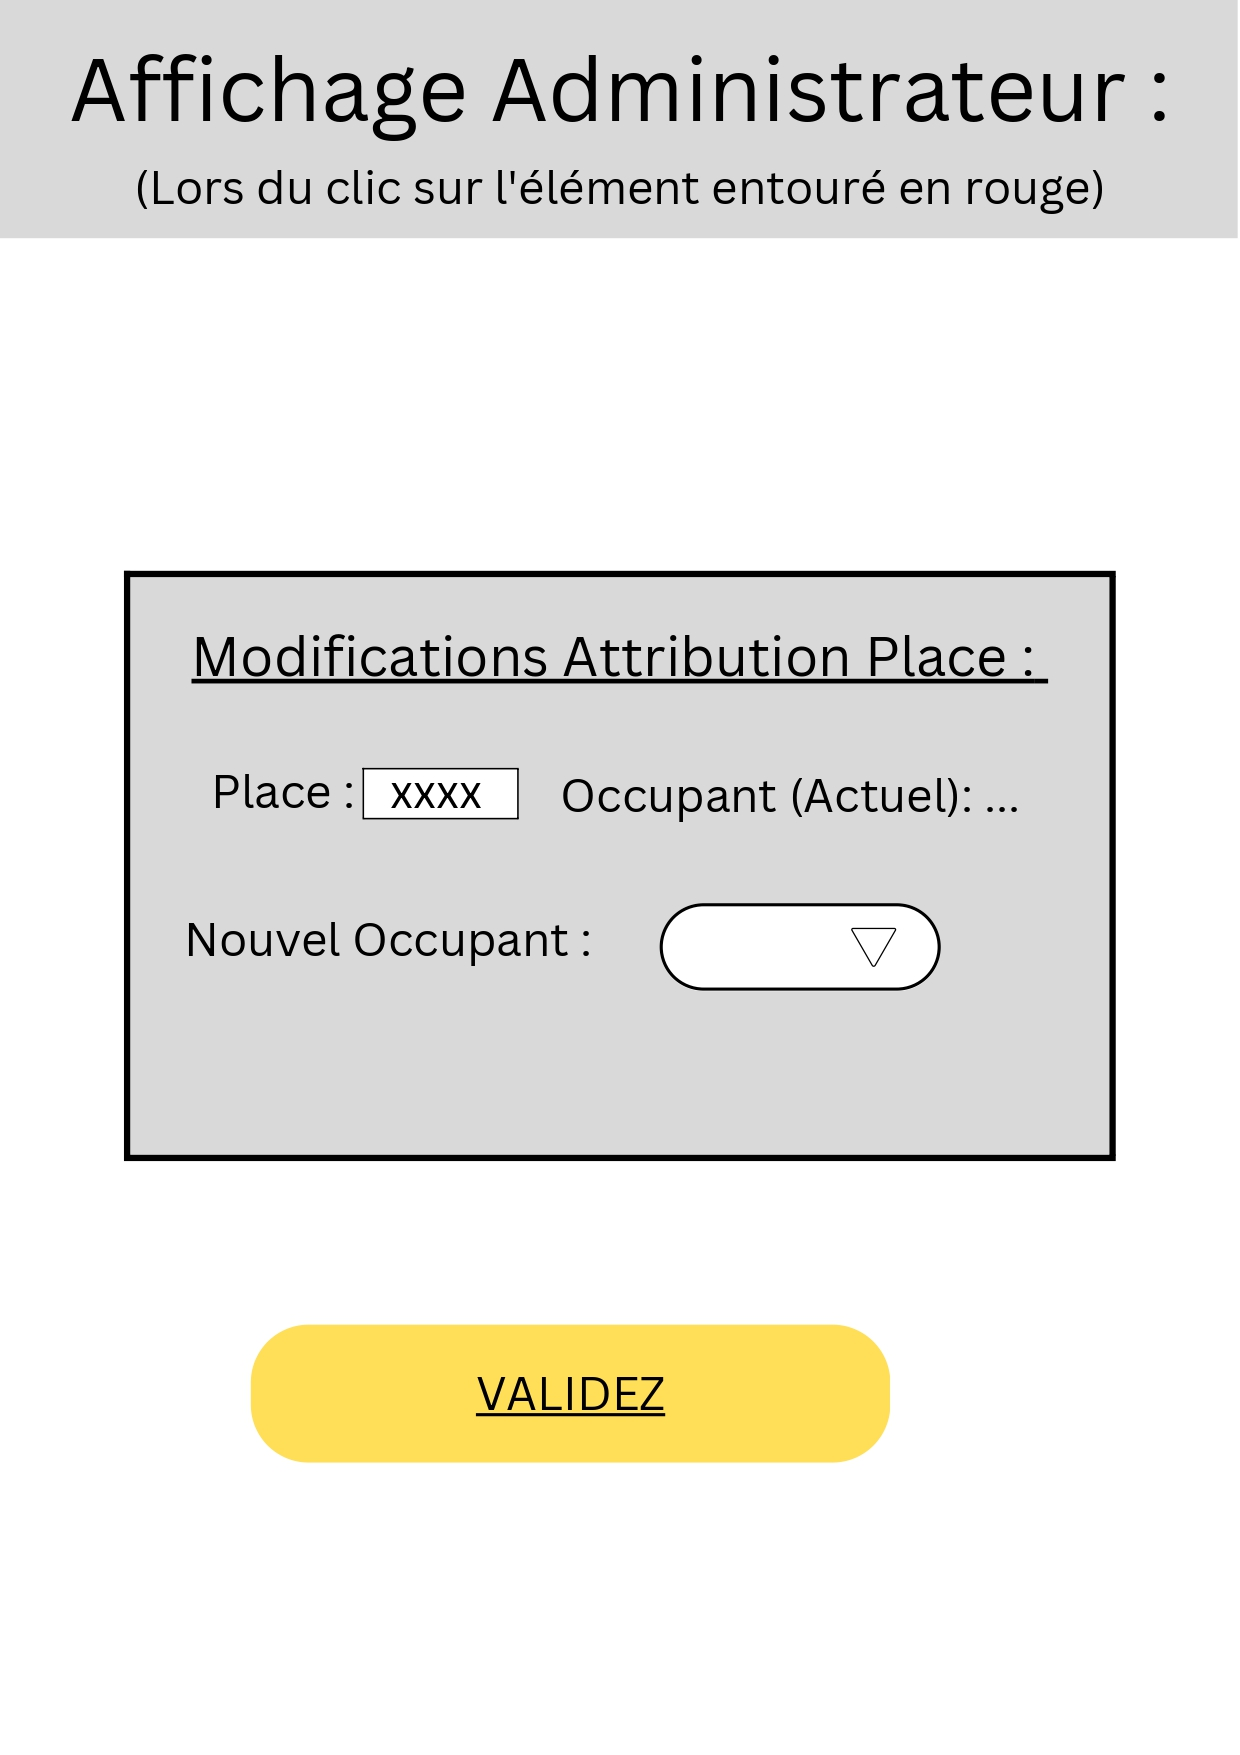 Affichage Administrateur :
(Lors du clic sur l'élément entouré en rouge)
Modifications Attribution Place :
Place : xxxx Occupant (Actuel): ...
Nouvel Occupant :
VALIDEZ